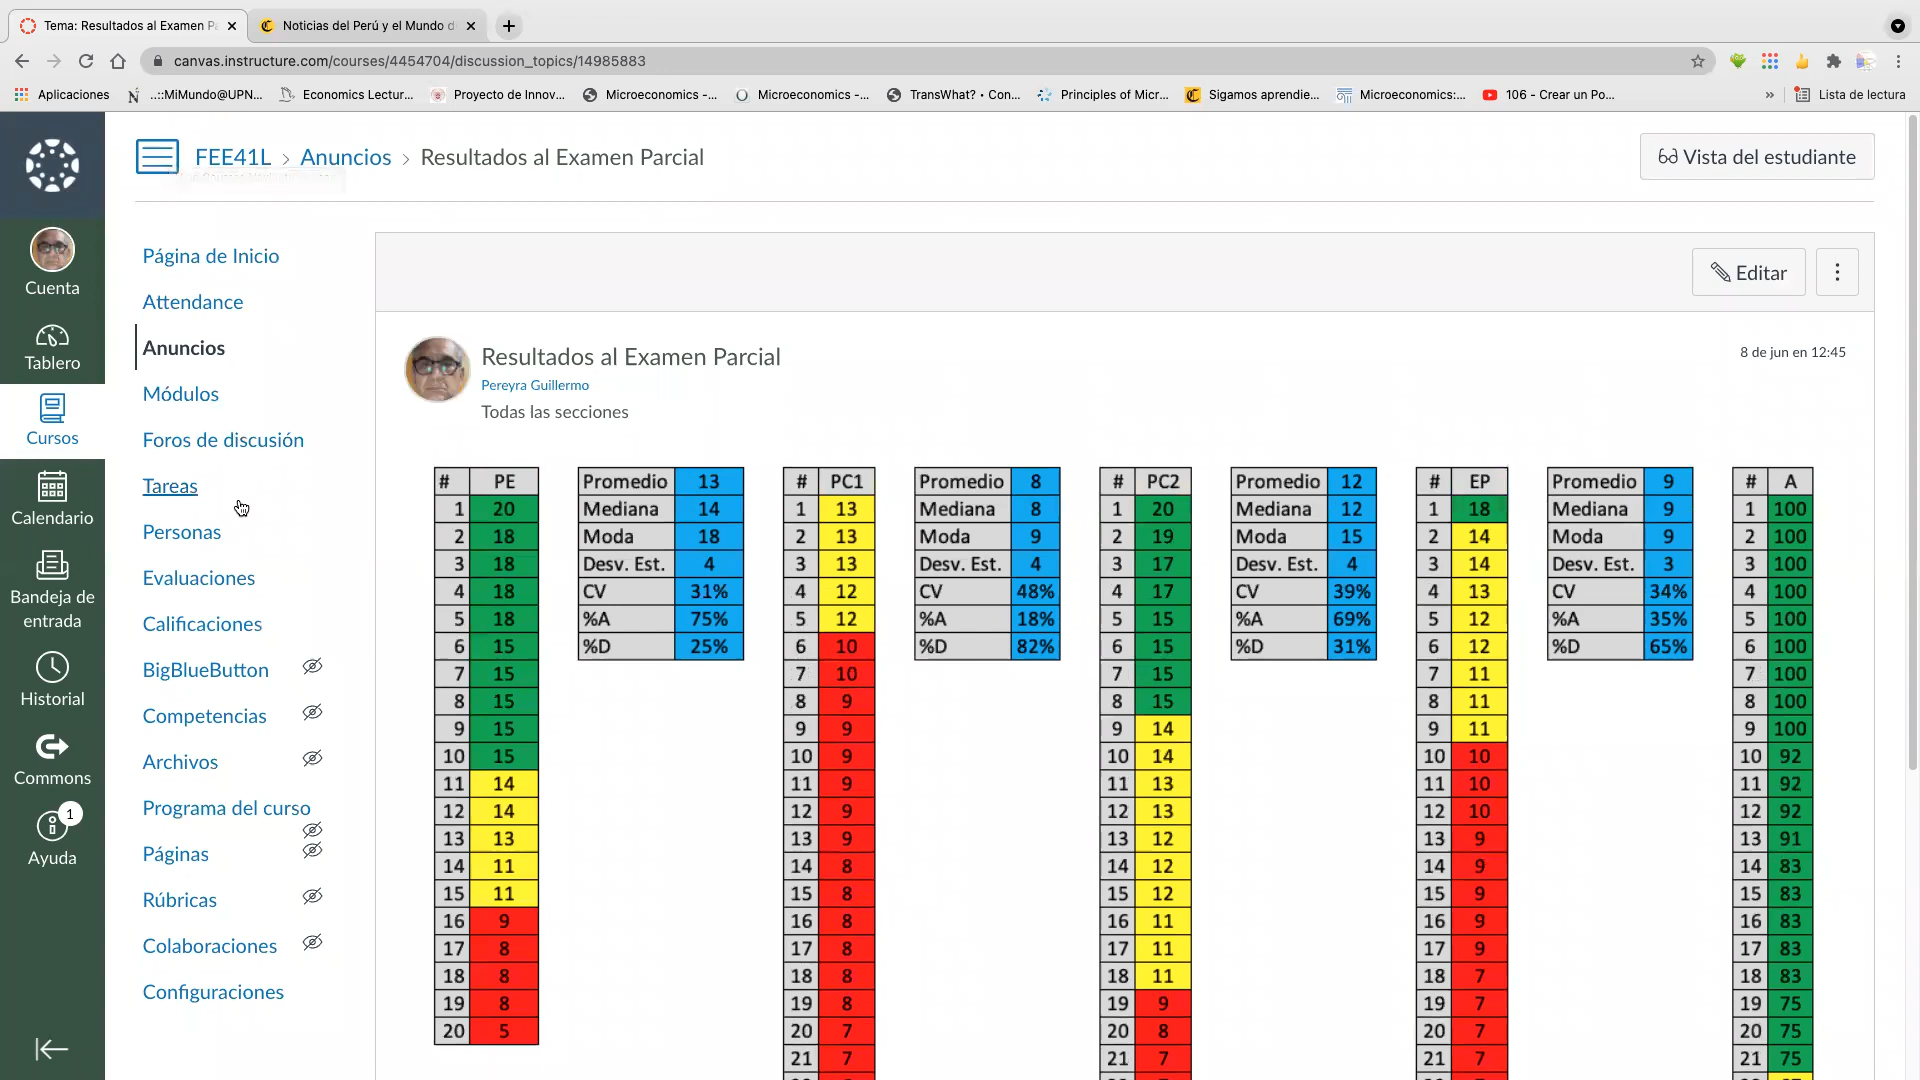 Tema: Resultados al Examen P
Noticias del Perú y el Mundo d
canvas.instructure.com/courses/4454704/discussion_topics/14985883
Aplicaciones
..::MiMundo@UPN...
Economics Lectur...
Proyecto de Innov...
Microeconomics -...
Microeconomics -...
TransWhat? • Con...
Principles of Micr...
Sigamos aprendie...
Microeconomics:...
106 - Crear un Po...
»
Lista de lectura
FEE41L › Anuncios › Resultados al Examen Parcial
Vista del estudiante
Cuenta
Tablero
Cursos
Calendario
Bandeja de
entrada
Historial
Commons
1
Ayuda
Página de Inicio
Attendance
Anuncios
Módulos
Foros de discusión
Tareas
Personas
Evaluaciones
Calificaciones
BigBlueButton
Competencias
Archivos
Programa del curso
Páginas
Rúbricas
Colaboraciones
Configuraciones
Editar
Resultados al Examen Parcial
8 de jun en 12:45
Pereyra Guillermo
Todas las secciones
# PE Promedio 13 # PC1 Promedio 8 # PC2 Promedio 12 # EP Promedio 9 # A
1 20 Mediana 14 1 13 Mediana 8 1 20 Mediana 12 1 18 Mediana 9 1 100
2 18 Moda 18 2 13 Moda 9 2 19 Moda 15 2 14 Moda 9 2 100
3 18 Desv. Est. 4 3 13 Desv. Est. 4 3 17 Desv. Est. 4 3 14 Desv. Est. 3 3 100
4 18 CV 31% 4 12 CV 48% 4 17 CV 39% 4 13 CV 34% 4 100
5 18 %A 75% 5 12 %A 18% 5 15 %A 69% 5 12 %A 35% 5 100
6 15 %D 25% 6 10 %D 82% 6 15 %D 31% 6 12 %D 65% 6 100
7 15 7 10 7 15 7 11 7 100
8 15 8 9 8 15 8 11 8 100
9 15 9 9 9 14 9 11 9 100
10 15 10 9 10 14 10 10 10 92
11 14 11 9 11 13 11 10 11 92
12 14 12 9 12 13 12 10 12 92
13 13 13 9 13 12 13 9 13 91
14 11 14 8 14 12 14 9 14 83
15 11 15 8 15 12 15 9 15 83
16 9 16 8 16 11 16 9 16 83
17 8 17 8 17 11 17 9 17 83
18 8 18 8 18 11 18 7 18 83
19 8 19 8 19 9 19 7 19 75
20 5 20 7 20 8 20 7 20 75
21 7 21 7 21 7 21 75